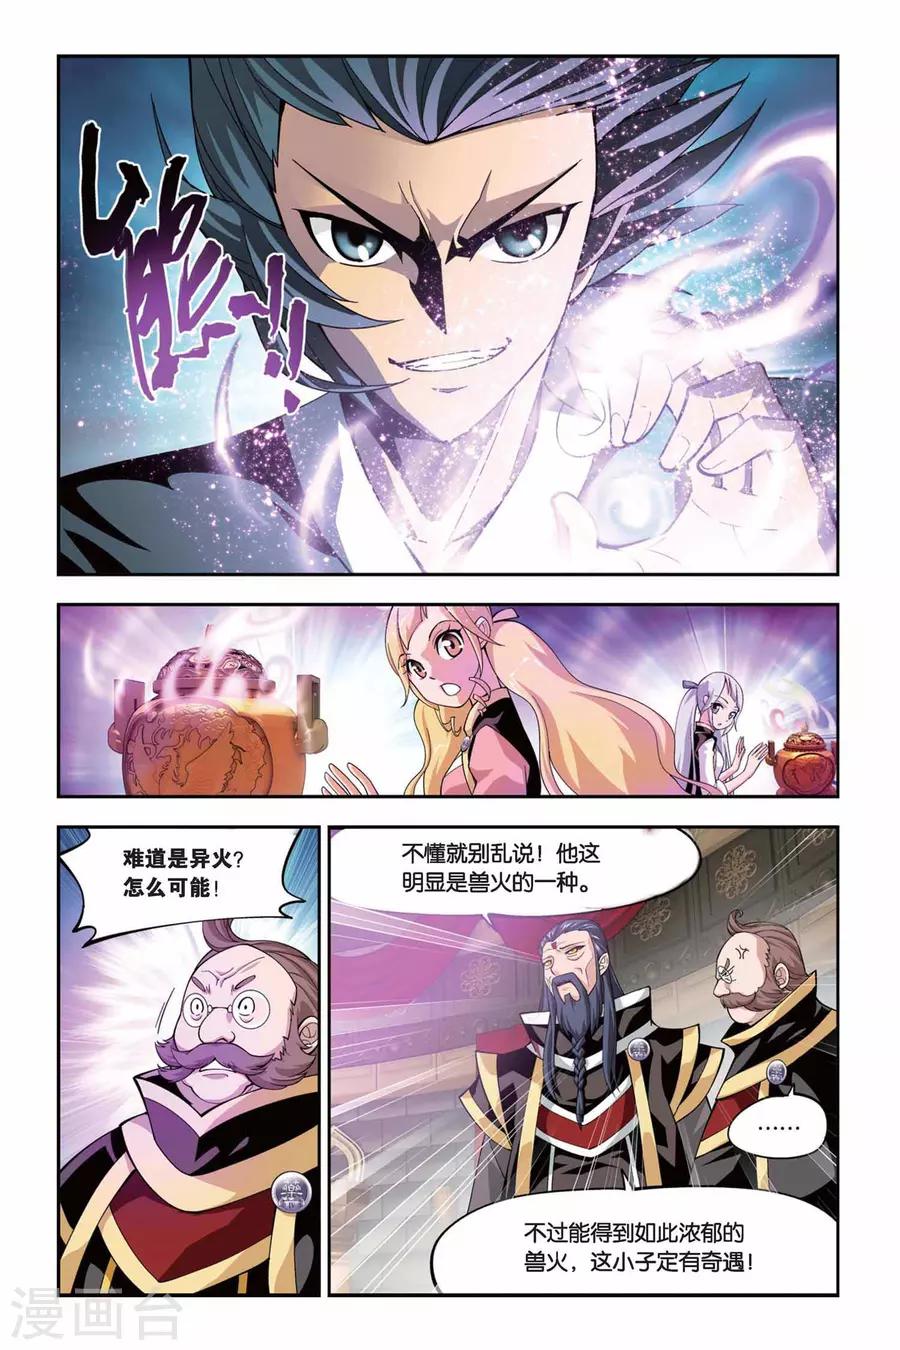 能!!
难道是异火?
怎么可能!
不懂就别乱说！他这
明显是兽火的一种。
……
不过能得到如此浓郁的
兽火，这小子定有奇遇！
漫画台